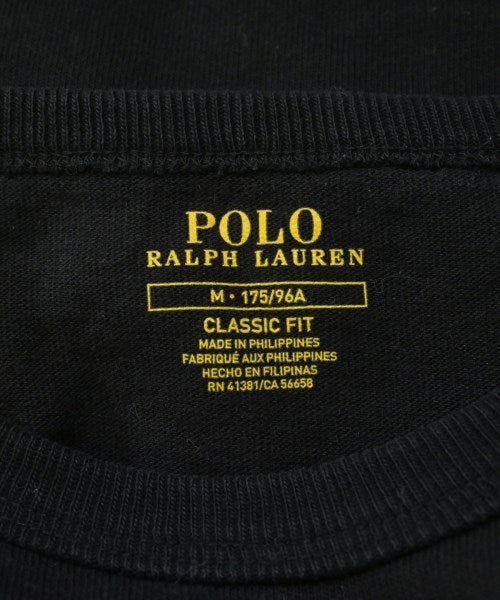 POLO
RALPH LAUREN
M • 175/96A
CLASSIC FIT
MADE IN PHILIPPINES
FABRIQUÉ AUX PHILIPPINES
HECHO EN FILIPINAS
RN 41381/CA 56658